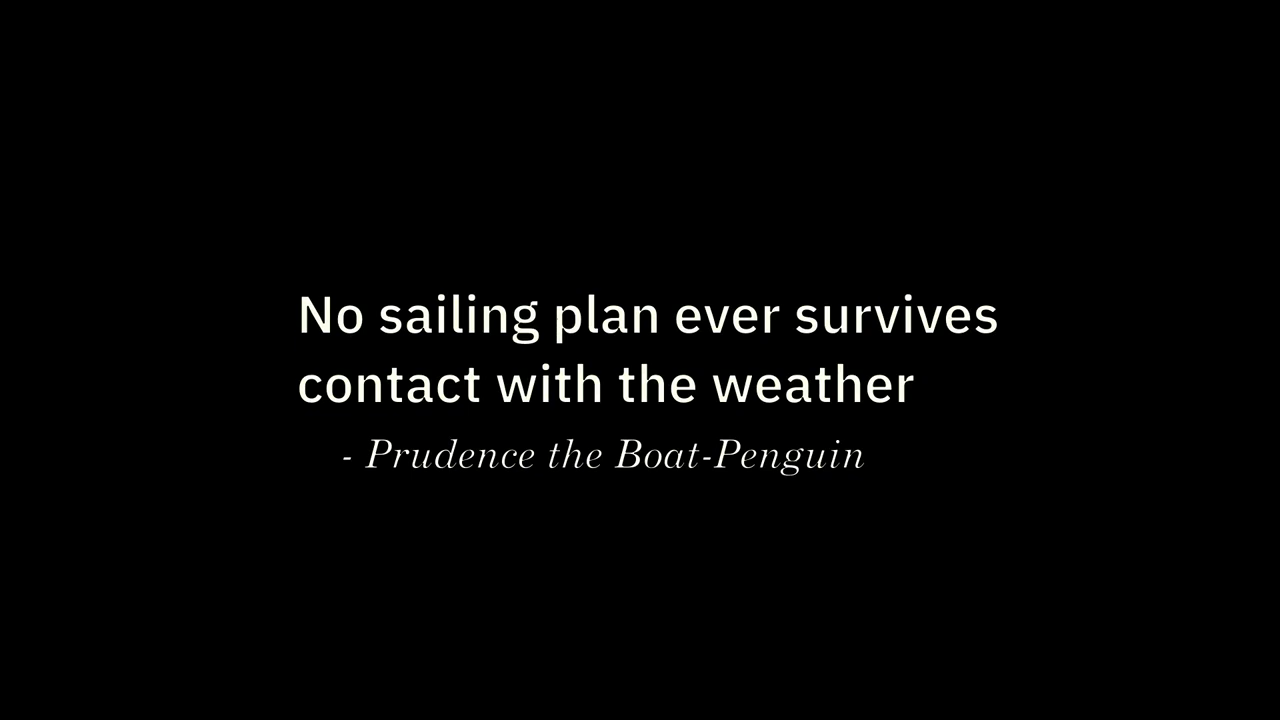 No sailing plan ever survives
contact with the weather
- Prudence the Boat-Penguin